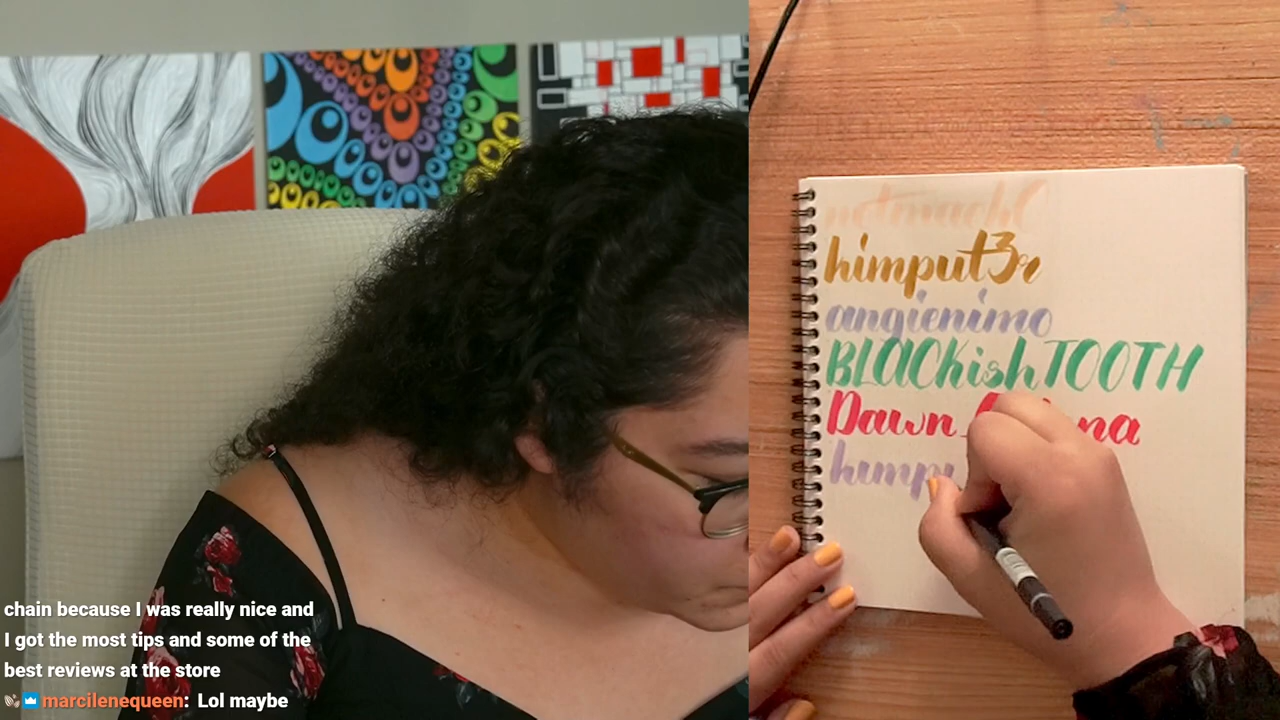 chain because I was really nice and
I got the most tips and some of the
best reviews at the store
marcilenequeen: Lol maybe
himput3r
angienimo
BLACKishTOOTH
Dawn